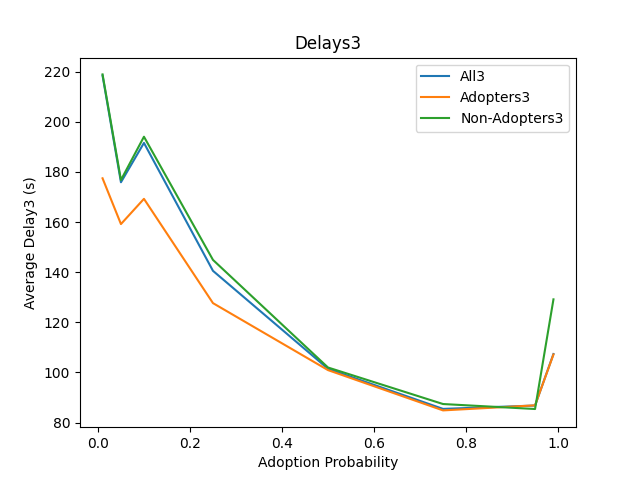 Delays3
All3
Adopters3
Non-Adopters3
Average Delay3 (s)
220
200
180
160
140
120
100
80
0.0 0.2 0.4 0.6 0.8 1.0
Adoption Probability